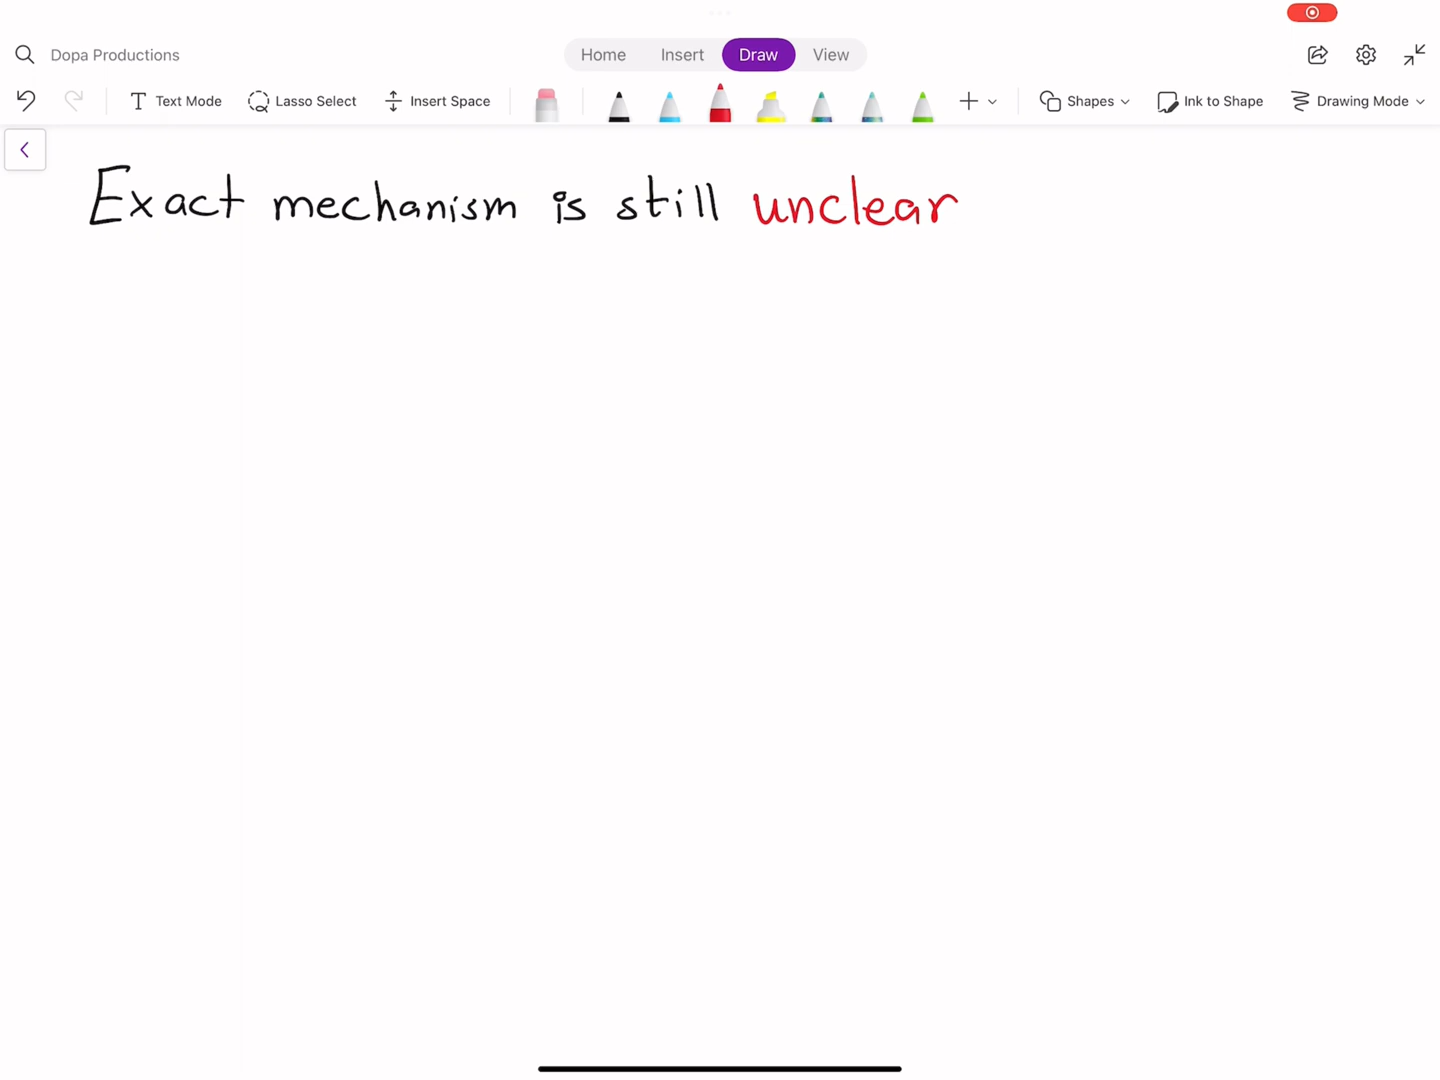 Dopa Productions
Home Insert Draw View
Text Mode Lasso Select Insert Space Shapes Ink to Shape Drawing Mode
Exact mechanism is still unclear